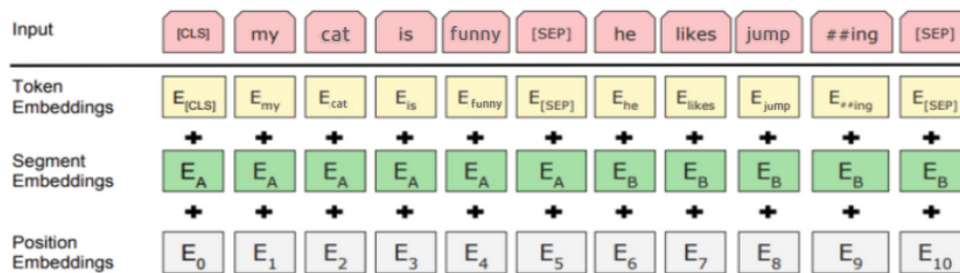 Input [CLS] my cat is funny [SEP] he likes jump ##ing [SEP]
Token Embeddings E[CLS] Emy Ecat Eis Efunny E[SEP] Ehe Elikes Ejump E##ing E[SEP]
+ + + + + + + + + + +
Segment Embeddings EA EA EA EA EA EA EB EB EB EB EB
+ + + + + + + + + + +
Position Embeddings E0 E1 E2 E3 E4 E5 E6 E7 E8 E9 E10